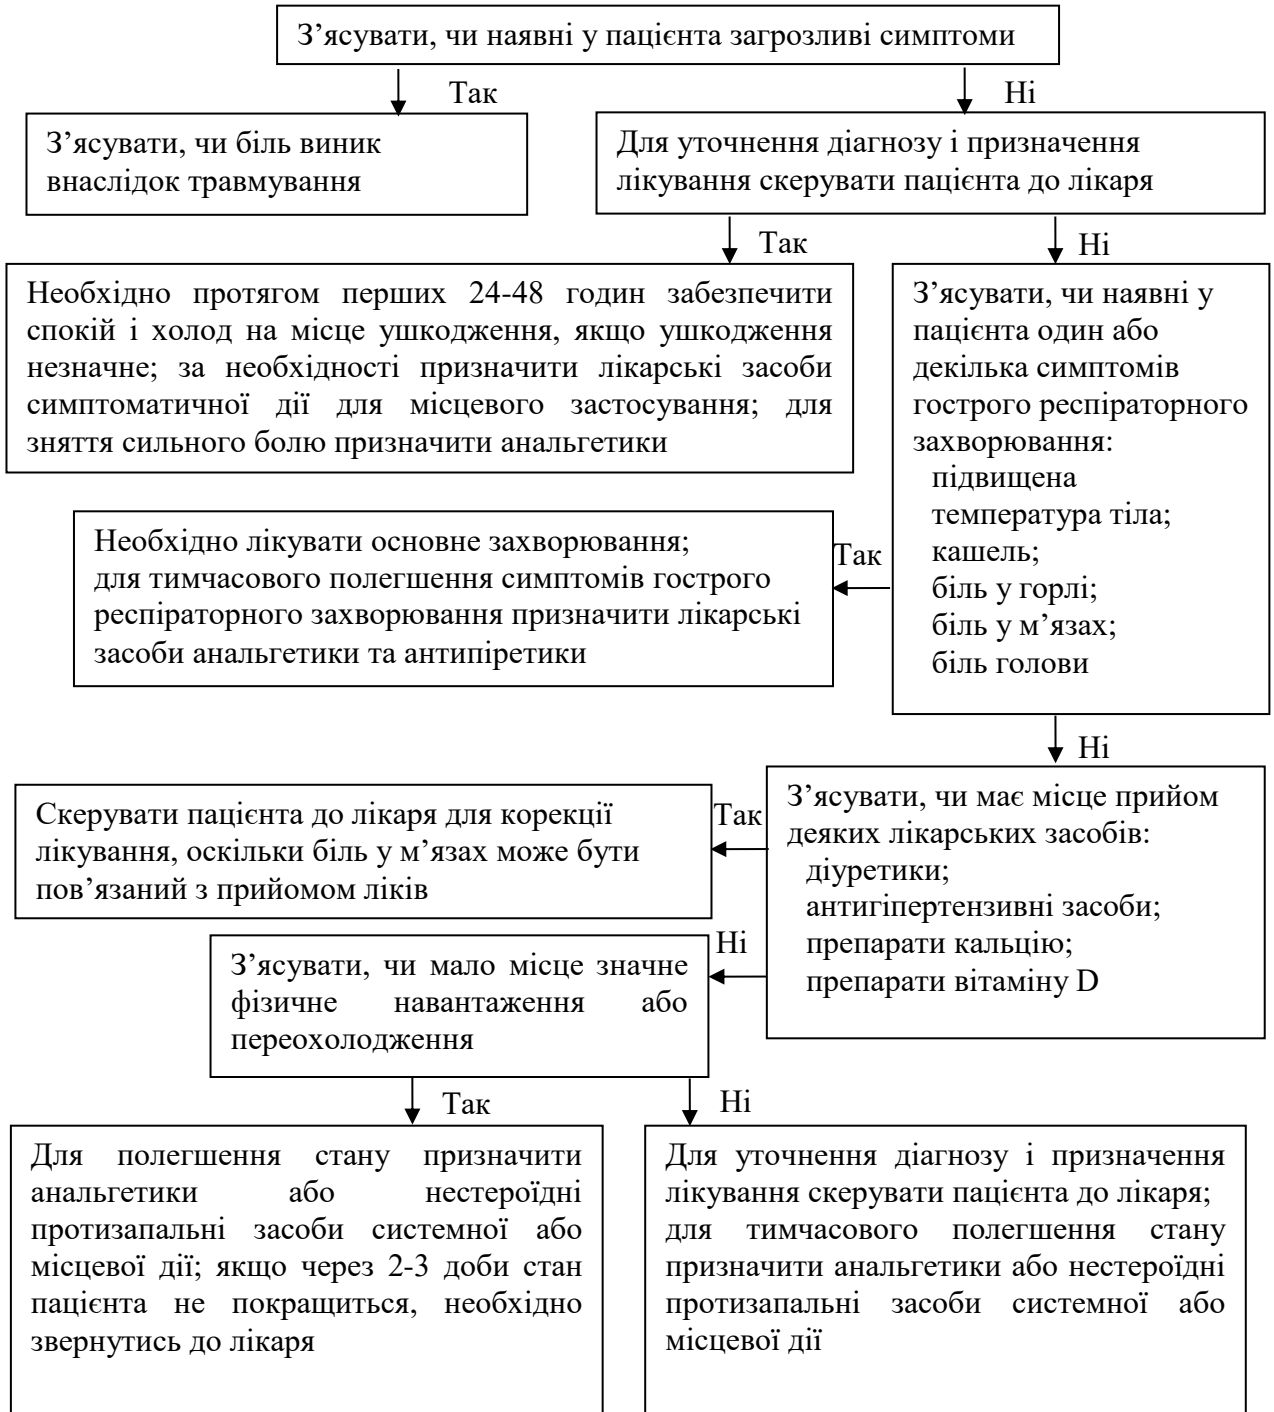 З’ясувати, чи наявні у пацієнта загрозливі симптоми
Так
Ні
З’ясувати, чи біль виник
внаслідок травмування
Для уточнення діагнозу і призначення
лікування скерувати пацієнта до лікаря
Так
Ні
Необхідно протягом перших 24-48 годин забезпечити
спокій і холод на місце ушкодження, якщо ушкодження
незначне; за необхідності призначити лікарські засоби
симптоматичної дії для місцевого застосування; для
зняття сильного болю призначити анальгетики
З’ясувати, чи наявні у
пацієнта один або
декілька симптомів
гострого респіраторного
захворювання:
підвищена
температура тіла;
кашель;
біль у горлі;
біль у м’язах;
біль голови
Так
Необхідно лікувати основне захворювання;
для тимчасового полегшення симптомів гострого
респіраторного захворювання призначити лікарські
засоби анальгетики та антипіретики
Ні
З’ясувати, чи має місце прийом
деяких лікарських засобів:
діуретики;
антигіпертензивні засоби;
препарати кальцію;
препарати вітаміну D
Так
Скерувати пацієнта до лікаря для корекції
лікування, оскільки біль у м’язах може бути
пов’язаний з прийомом ліків
Ні
З’ясувати, чи мало місце значне
фізичне навантаження або
переохолодження
Так
Ні
Для полегшення стану призначити
анальгетики або нестероїдні
протизапальні засоби системної або
місцевої дії; якщо через 2-3 доби стан
пацієнта не покращиться, необхідно
звернутись до лікаря
Для уточнення діагнозу і призначення
лікування скерувати пацієнта до лікаря;
для тимчасового полегшення стану
призначити анальгетики або нестероїдні
протизапальні засоби системної або
місцевої дії